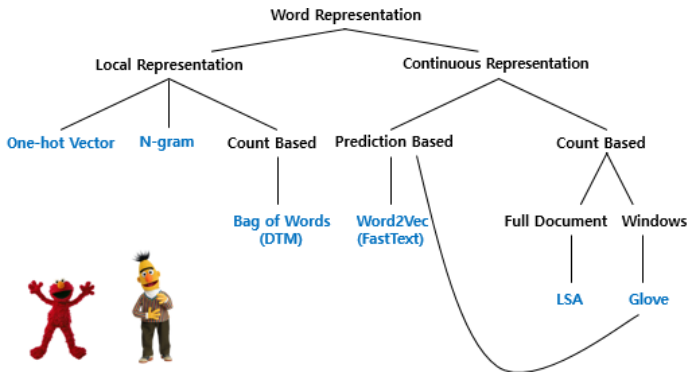 Word Representation
Local Representation
Continuous Representation
One-hot Vector
N-gram
Count Based
Prediction Based
Count Based
Bag of Words
(DTM)
Word2Vec
(FastText)
Full Document
Windows
LSA
Glove